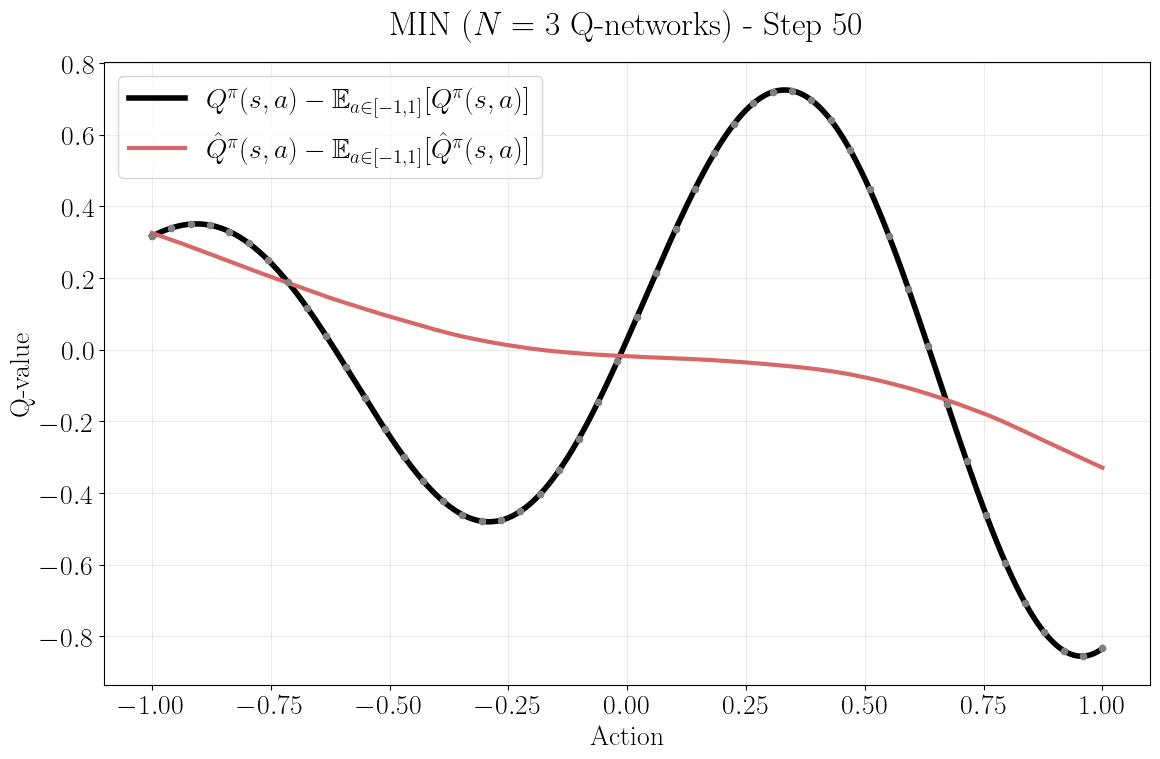 MIN (N = 3 Q-networks) - Step 50
Q^π(s, a) − 𝔼_{a∈[−1,1]}[Q^π(s, a)]
Q̂^π(s, a) − 𝔼_{a∈[−1,1]}[Q̂^π(s, a)]
Q-value
0.8
0.6
0.4
0.2
0.0
−0.2
−0.4
−0.6
−0.8
−1.00 −0.75 −0.50 −0.25 0.00 0.25 0.50 0.75 1.00
Action